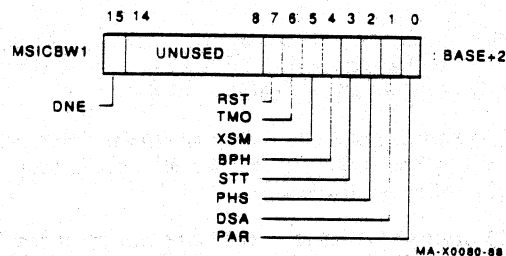 15 14 8 7 6 5 4 3 2 1 0
MSICBW1 UNUSED : BASE+2
DNE
RST
TMO
XSM
BPH
STT
PHS
DSA
PAR
MA-X0080-88